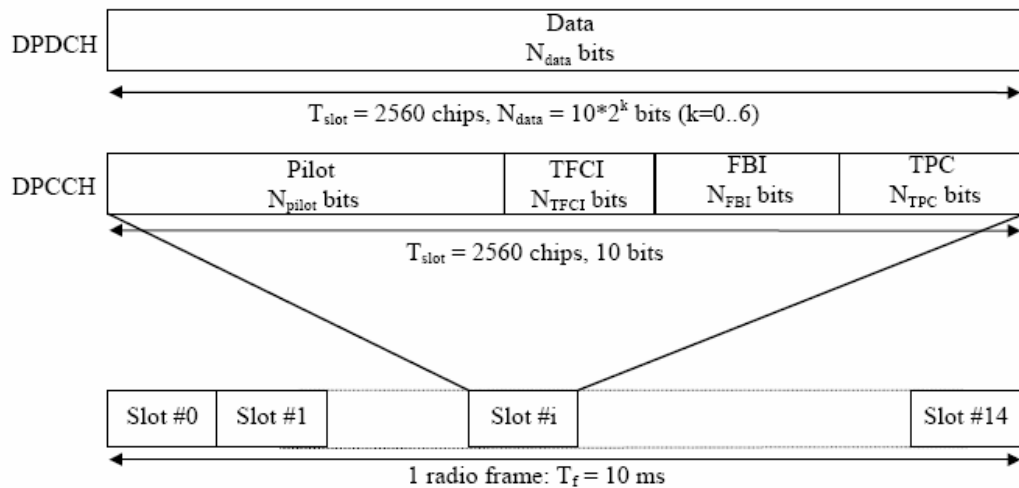 Data
DPDCH
N_data bits
T_slot = 2560 chips, N_data = 10*2^k bits (k=0..6)
Pilot TFCI FBI TPC
DPCCH
N_pilot bits N_TFCI bits N_FBI bits N_TPC bits
T_slot = 2560 chips, 10 bits
Slot #0 Slot #1 Slot #i Slot #14
1 radio frame: T_f = 10 ms